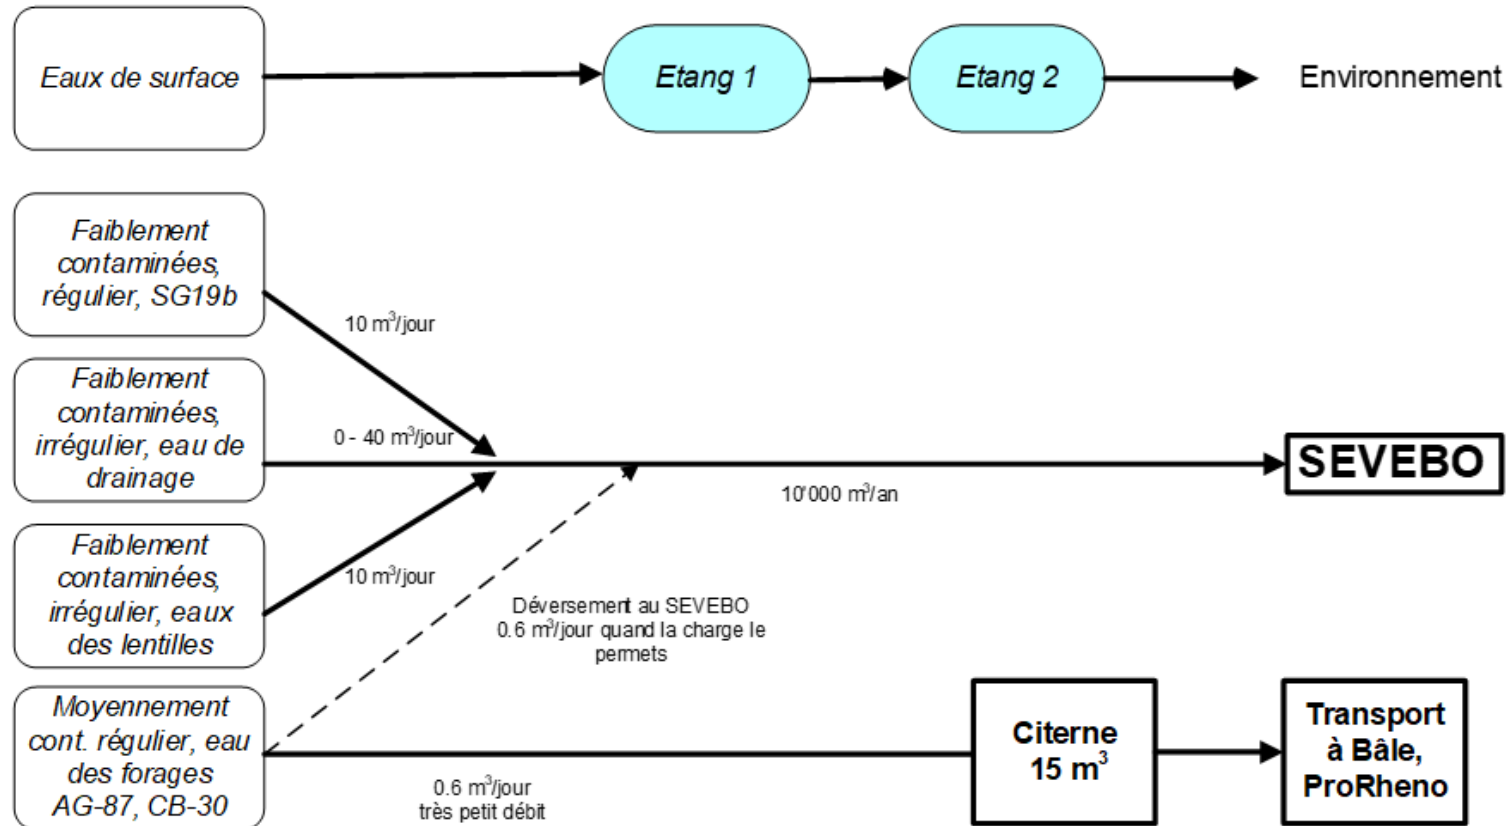 Eaux de surface
Etang 1
Etang 2
Environnement
Faiblement
contaminées,
régulier, SG19b
10 m³/jour
Faiblement
contaminées,
irrégulier, eau de
drainage
0 - 40 m³/jour
10'000 m³/an
SEVEBO
Faiblement
contaminées,
irrégulier, eaux
des lentilles
10 m³/jour
Déversement au SEVEBO
0.6 m³/jour quand la charge le
permets
Moyennement
cont. régulier, eau
des forages
AG-87, CB-30
0.6 m³/jour
très petit débit
Citerne
15 m³
Transport
à Bâle,
ProRheno